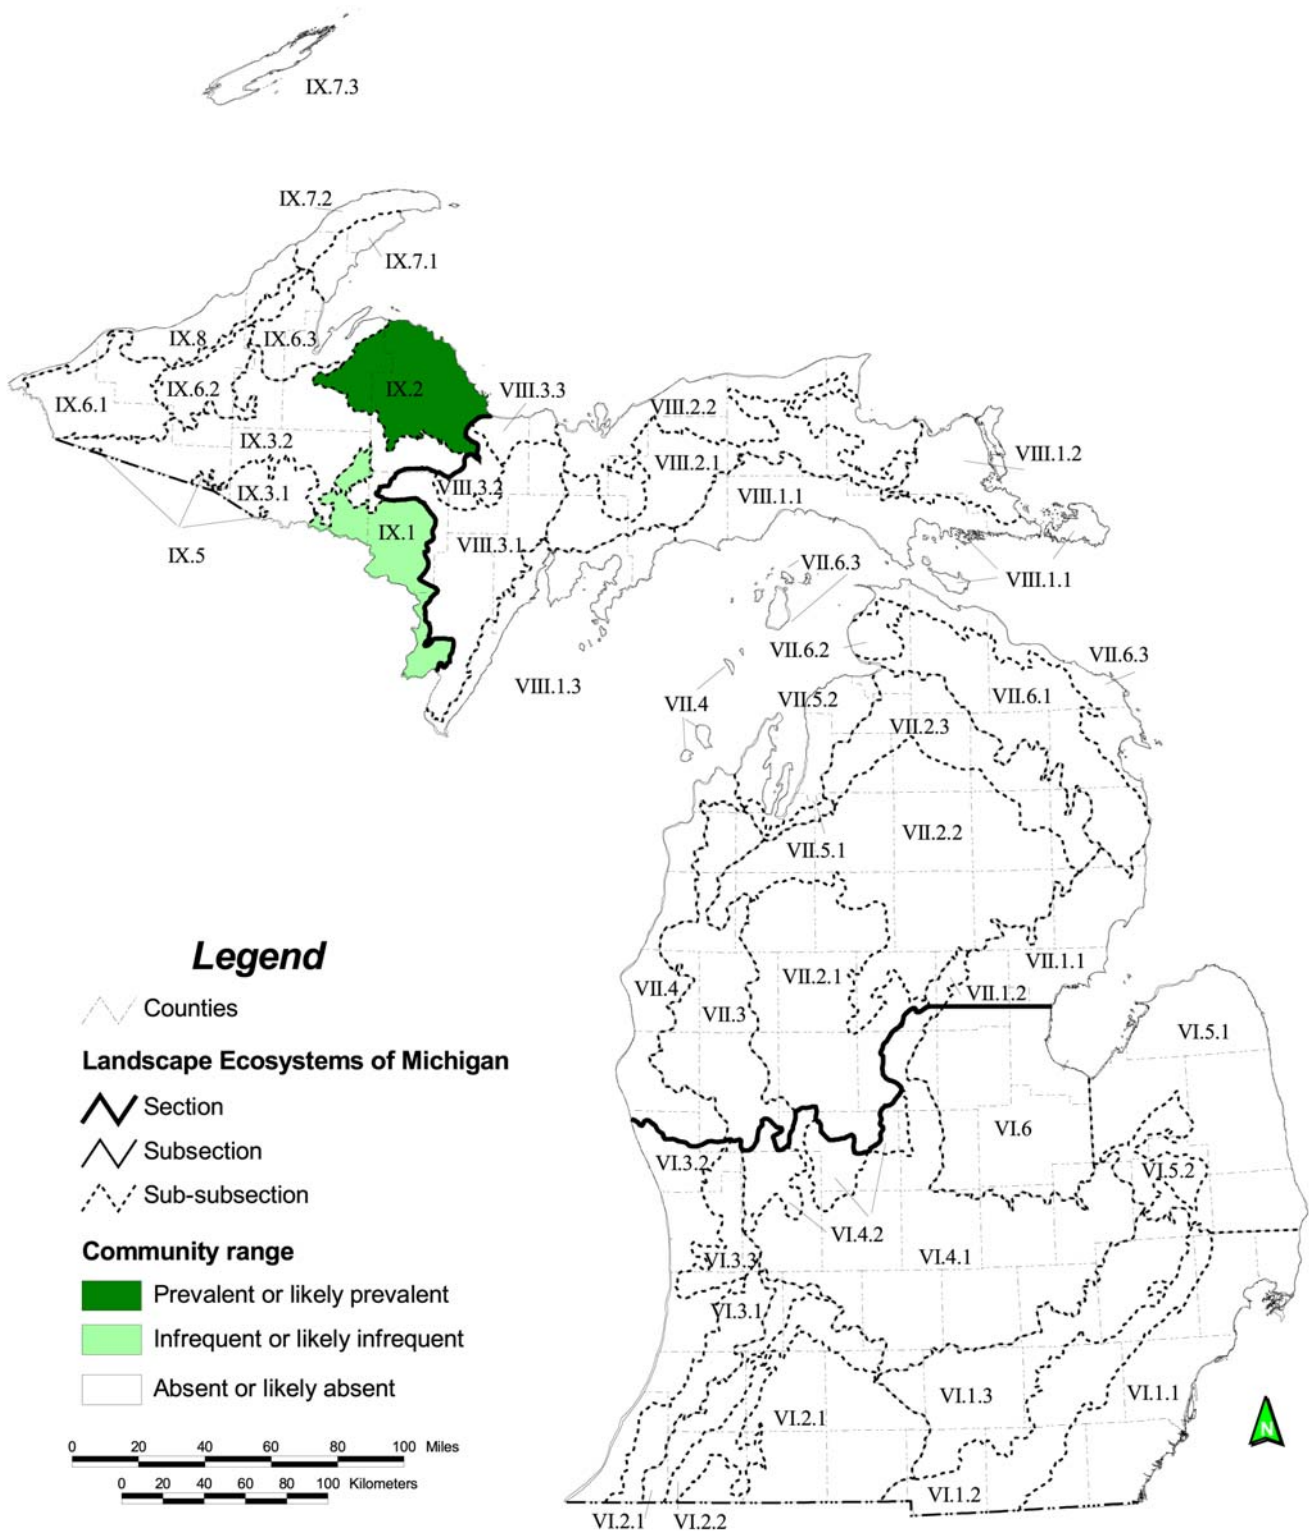 IX.7.3
IX.7.2
IX.7.1
IX.8
IX.6.3
IX.2
IX.6.2
IX.6.1
VIII.3.3
VIII.2.2
IX.3.2
VIII.2.1
VIII.1.2
IX.3.1
VIII.3.2
VIII.1.1
IX.1
VIII.3.1
IX.5
VII.6.3
VIII.1.1
VII.6.2
VII.6.3
VIII.1.3
VII.4
VII.5.2
VII.6.1
VII.2.3
VII.2.2
VII.5.1
VII.4
VII.3
VII.2.1
VII.1.1
VII.1.2
VI.5.1
VI.6
VI.3.2
VI.5.2
VI.4.2
VI.3.3
VI.4.1
VI.3.1
VI.1.3
VI.1.1
VI.2.1
VI.1.2
VI.2.1
VI.2.2
Legend
Counties
Landscape Ecosystems of Michigan
Section
Subsection
Sub-subsection
Community range
Prevalent or likely prevalent
Infrequent or likely infrequent
Absent or likely absent
0 20 40 60 80 100 Miles
0 20 40 60 80 100 Kilometers
N